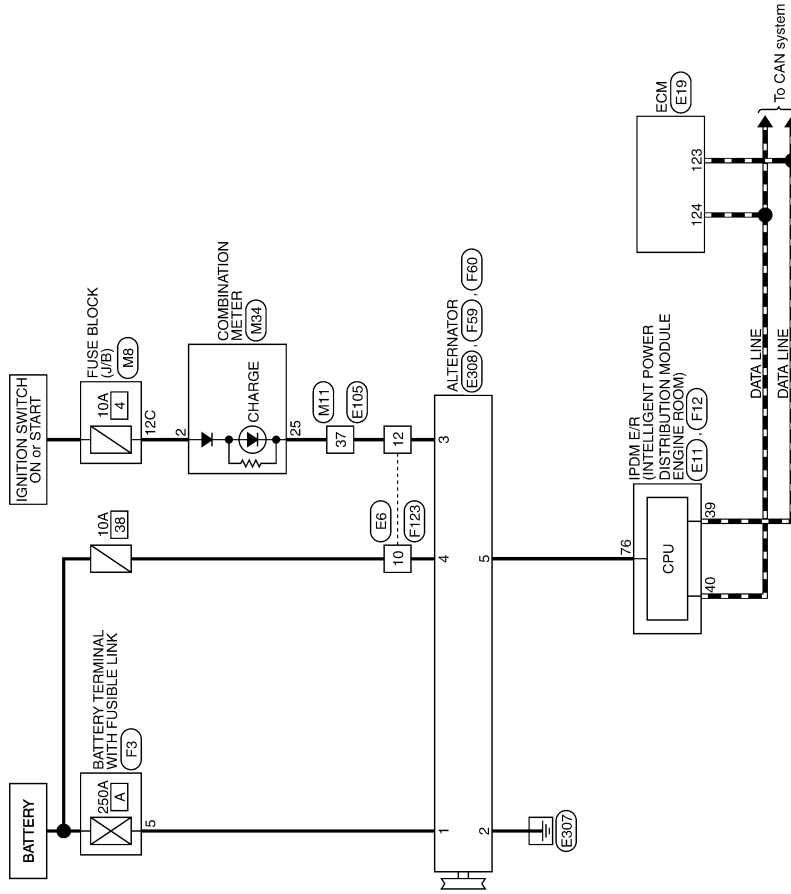 BATTERY
IGNITION SWITCH
ON or START
250A
A
BATTERY TERMINAL
WITH FUSIBLE LINK
F3
5
10A
38
10A
4
FUSE BLOCK
(J/B)
M8
12C
2
CHARGE
COMBINATION
METER
M34
25
37
M11
E105
10
E6
F123
12
1
4
3
ALTERNATOR
E308 , F59 , F60
2
5
E307
76
CPU
IPDM E/R
(INTELLIGENT POWER
DISTRIBUTION MODULE
ENGINE ROOM)
E11 , F12
40
39
ECM
E19
124
123
DATA LINE
DATA LINE
To CAN system